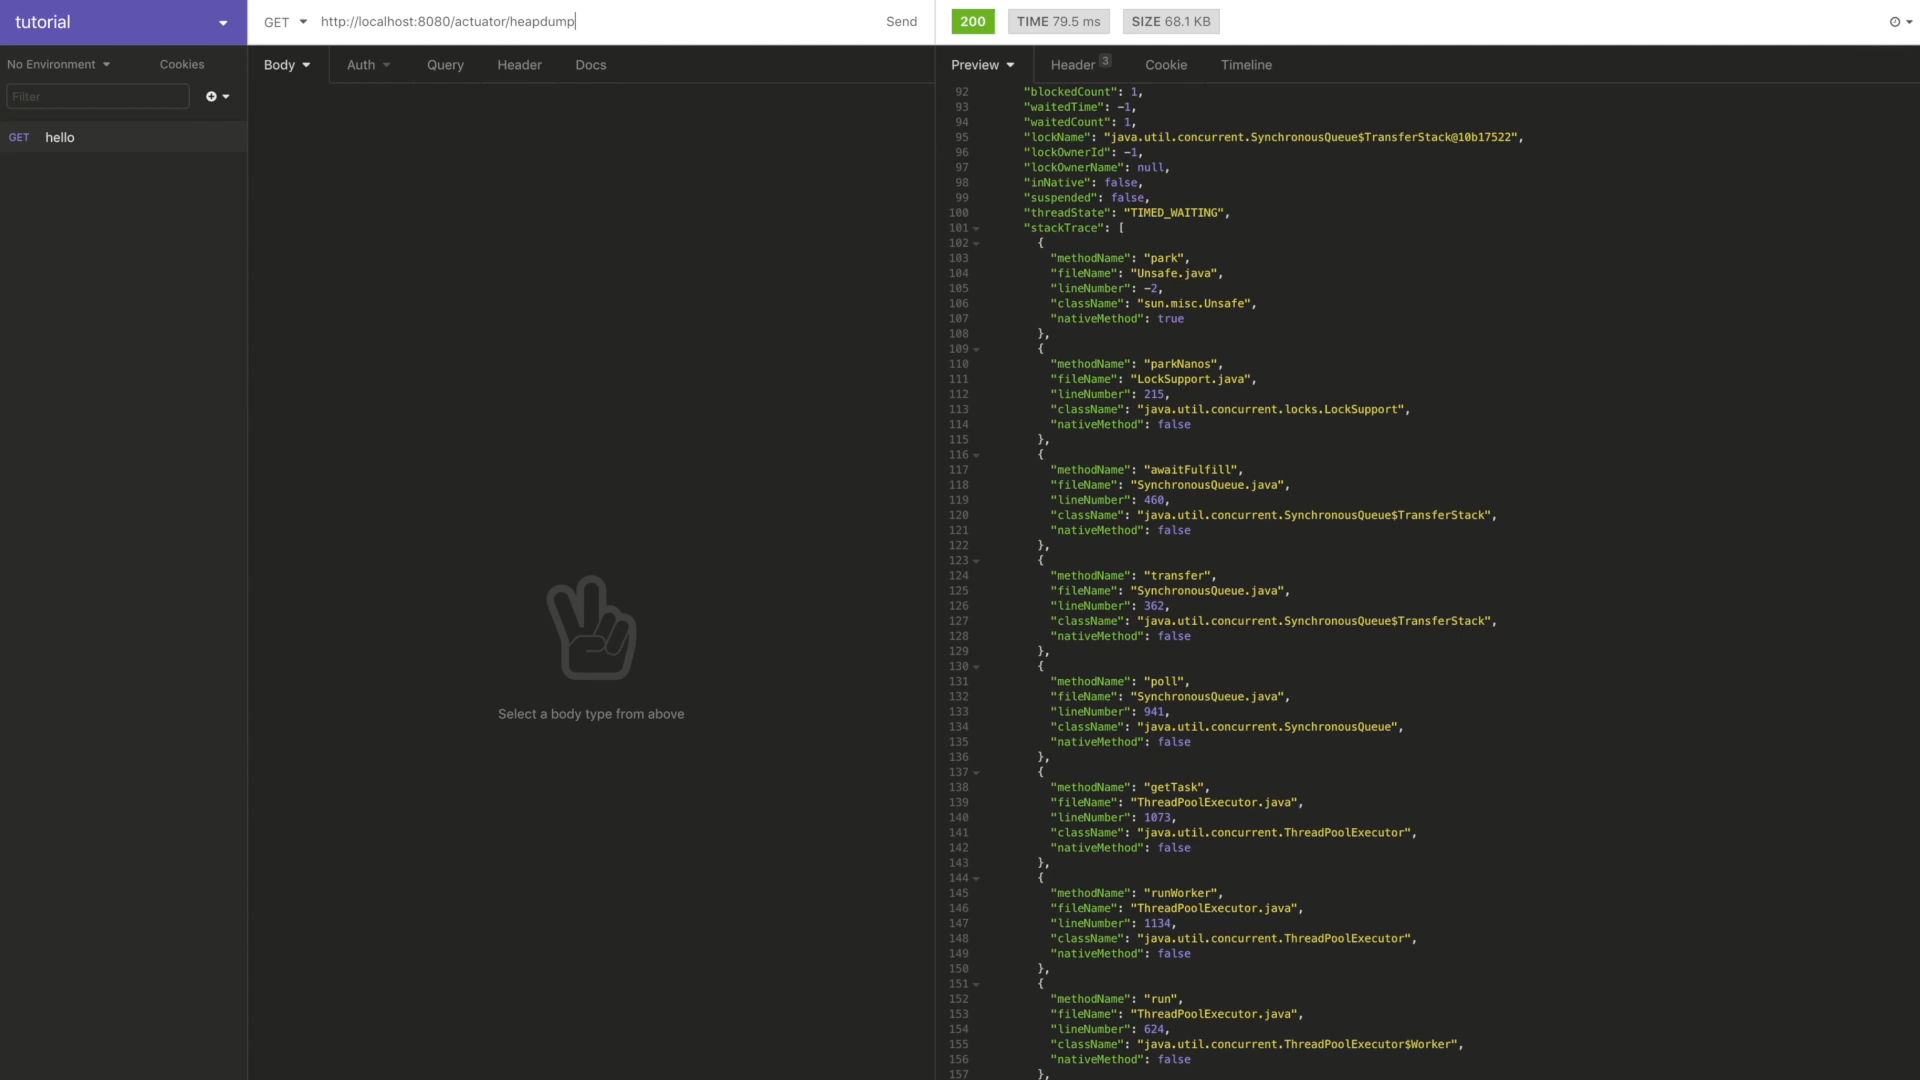 tutorial
GET http://localhost:8080/actuator/heapdump Send
200 TIME 79.5 ms SIZE 68.1 KB
No Environment Cookies
Filter
GET hello
Body Auth Query Header Docs
Select a body type from above
Preview Header 3 Cookie Timeline
92 "blockedCount": 1,
93 "waitedTime": -1,
94 "waitedCount": 1,
95 "lockName": "java.util.concurrent.SynchronousQueue$TransferStack@10b17522",
96 "lockOwnerId": -1,
97 "lockOwnerName": null,
98 "inNative": false,
99 "suspended": false,
100 "threadState": "TIMED_WAITING",
101 "stackTrace": [
102 {
103 "methodName": "park",
104 "fileName": "Unsafe.java",
105 "lineNumber": -2,
106 "className": "sun.misc.Unsafe",
107 "nativeMethod": true
108 },
109 {
110 "methodName": "parkNanos",
111 "fileName": "LockSupport.java",
112 "lineNumber": 215,
113 "className": "java.util.concurrent.locks.LockSupport",
114 "nativeMethod": false
115 },
116 {
117 "methodName": "awaitFulfill",
118 "fileName": "SynchronousQueue.java",
119 "lineNumber": 460,
120 "className": "java.util.concurrent.SynchronousQueue$TransferStack",
121 "nativeMethod": false
122 },
123 {
124 "methodName": "transfer",
125 "fileName": "SynchronousQueue.java",
126 "lineNumber": 362,
127 "className": "java.util.concurrent.SynchronousQueue$TransferStack",
128 "nativeMethod": false
129 },
130 {
131 "methodName": "poll",
132 "fileName": "SynchronousQueue.java",
133 "lineNumber": 941,
134 "className": "java.util.concurrent.SynchronousQueue",
135 "nativeMethod": false
136 },
137 {
138 "methodName": "getTask",
139 "fileName": "ThreadPoolExecutor.java",
140 "lineNumber": 1073,
141 "className": "java.util.concurrent.ThreadPoolExecutor",
142 "nativeMethod": false
143 },
144 {
145 "methodName": "runWorker",
146 "fileName": "ThreadPoolExecutor.java",
147 "lineNumber": 1134,
148 "className": "java.util.concurrent.ThreadPoolExecutor",
149 "nativeMethod": false
150 },
151 {
152 "methodName": "run",
153 "fileName": "ThreadPoolExecutor.java",
154 "lineNumber": 624,
155 "className": "java.util.concurrent.ThreadPoolExecutor$Worker",
156 "nativeMethod": false
157 },